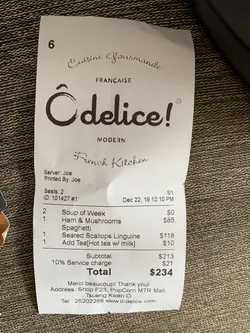 6
Cuisine Gourmande
FRANÇAISE
Ôdelice!
MODERN
French Kitchen
Server: Joe
Printed By: Joe
Seats: 2 S1
ID:101427 #1 Dec 22, 19 12:10 PM
2 Soup of Week $0
1 Ham & Mushrooms $85
Spaghetti
1 Seared Scallops Linguine $118
1 Add Tea[Hot tea w/ milk] $10
Subtotal $213
10% Service charge $21
Total $234
Merci beaucoup! Thank you!
Address: Shop F23, PopCorn MTR Mall,
Tseung Kwan O
Tel :25202268 www.o-delice.com